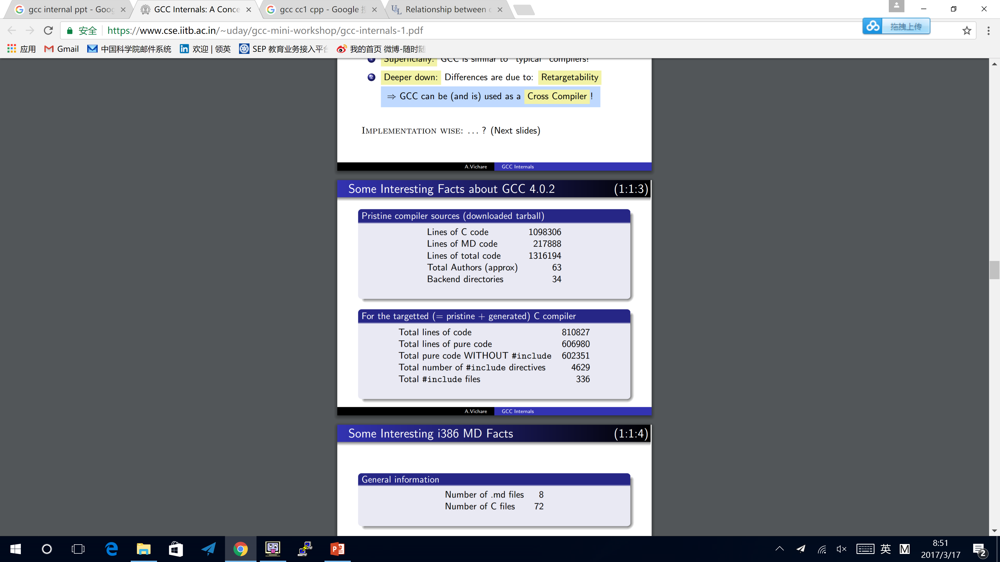 gcc internal ppt - Goog
GCC Internals: A Conce
gcc cc1 cpp - Google 搜
Relationship between c
安全
https://www.cse.iitb.ac.in/~uday/gcc-mini-workshop/gcc-internals-1.pdf
拖拽上传
应用
Gmail
中国科学院邮件系统
in
欢迎 | 领英
SEP 教育业务接入平台
我的首页 微博-随时随
1 Superficially: GCC is similar to "typical" compilers!
2 Deeper down: Differences are due to: Retargetability
⇒ GCC can be (and is) used as a Cross Compiler !
IMPLEMENTATION WISE: ... ? (Next slides)
A.Vichare GCC Internals
Some Interesting Facts about GCC 4.0.2 (1:1:3)
Pristine compiler sources (downloaded tarball)
Lines of C code 1098306
Lines of MD code 217888
Lines of total code 1316194
Total Authors (approx) 63
Backend directories 34
For the targetted (= pristine + generated) C compiler
Total lines of code 810827
Total lines of pure code 606980
Total pure code WITHOUT #include 602351
Total number of #include directives 4629
Total #include files 336
A.Vichare GCC Internals
Some Interesting i386 MD Facts (1:1:4)
General information
Number of .md files 8
Number of C files 72
英
M
8:51
2017/3/17
2